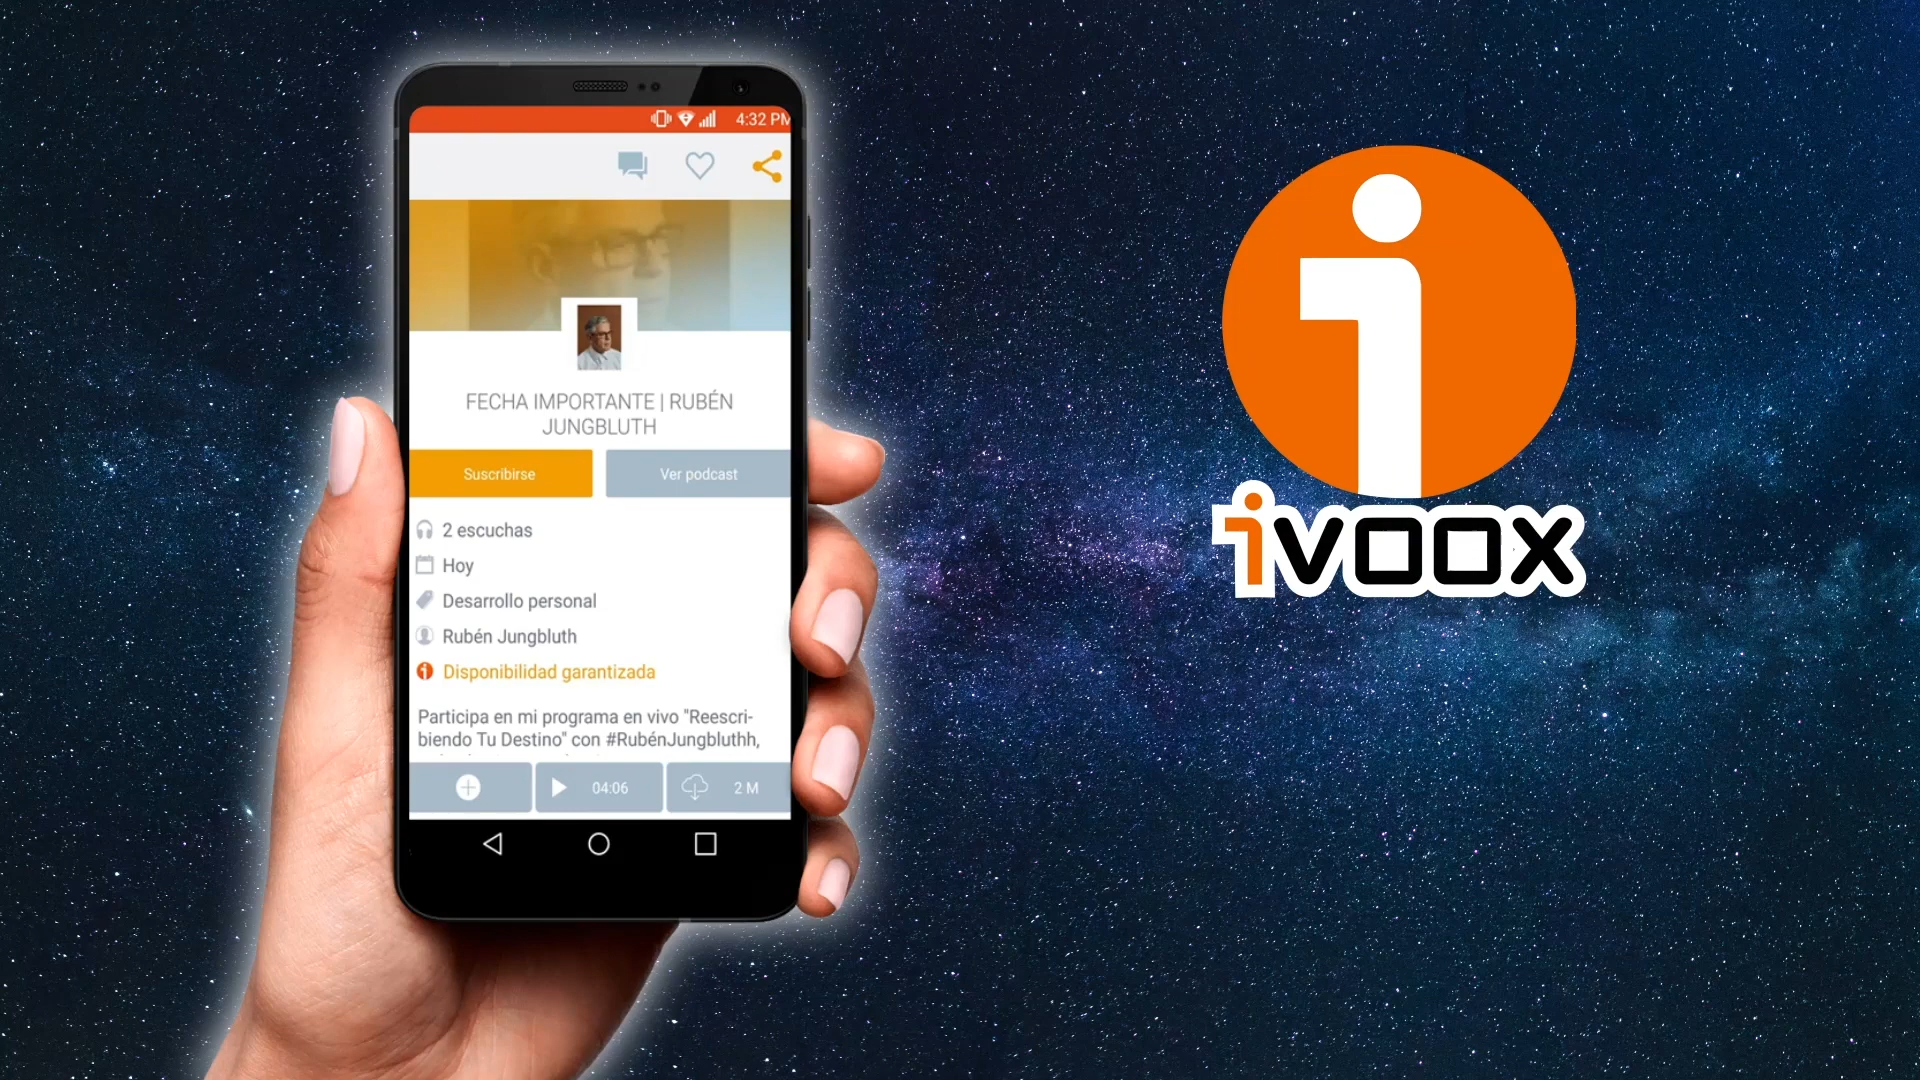 4:32 PM
FECHA IMPORTANTE | RUBÉN
JUNGBLUTH
Suscribirse
Ver podcast
2 escuchas
Hoy
Desarrollo personal
Rubén Jungbluth
Disponibilidad garantizada
Participa en mi programa en vivo "Reescri-
biendo Tu Destino" con #RubénJungbluthh,
04:06
2 M
i
ivoox